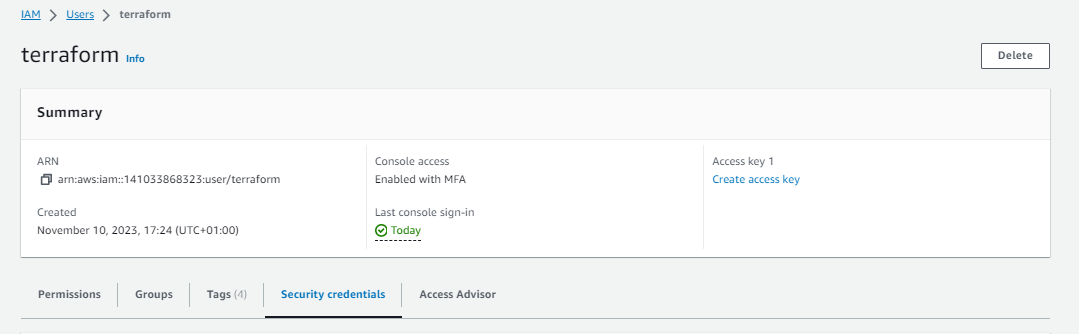 IAM > Users > terraform
terraform Info
Delete
Summary
ARN
arn:aws:iam::141033868323:user/terraform
Created
November 10, 2023, 17:24 (UTC+01:00)
Console access
Enabled with MFA
Last console sign-in
Today
Access key 1
Create access key
Permissions
Groups
Tags (4)
Security credentials
Access Advisor